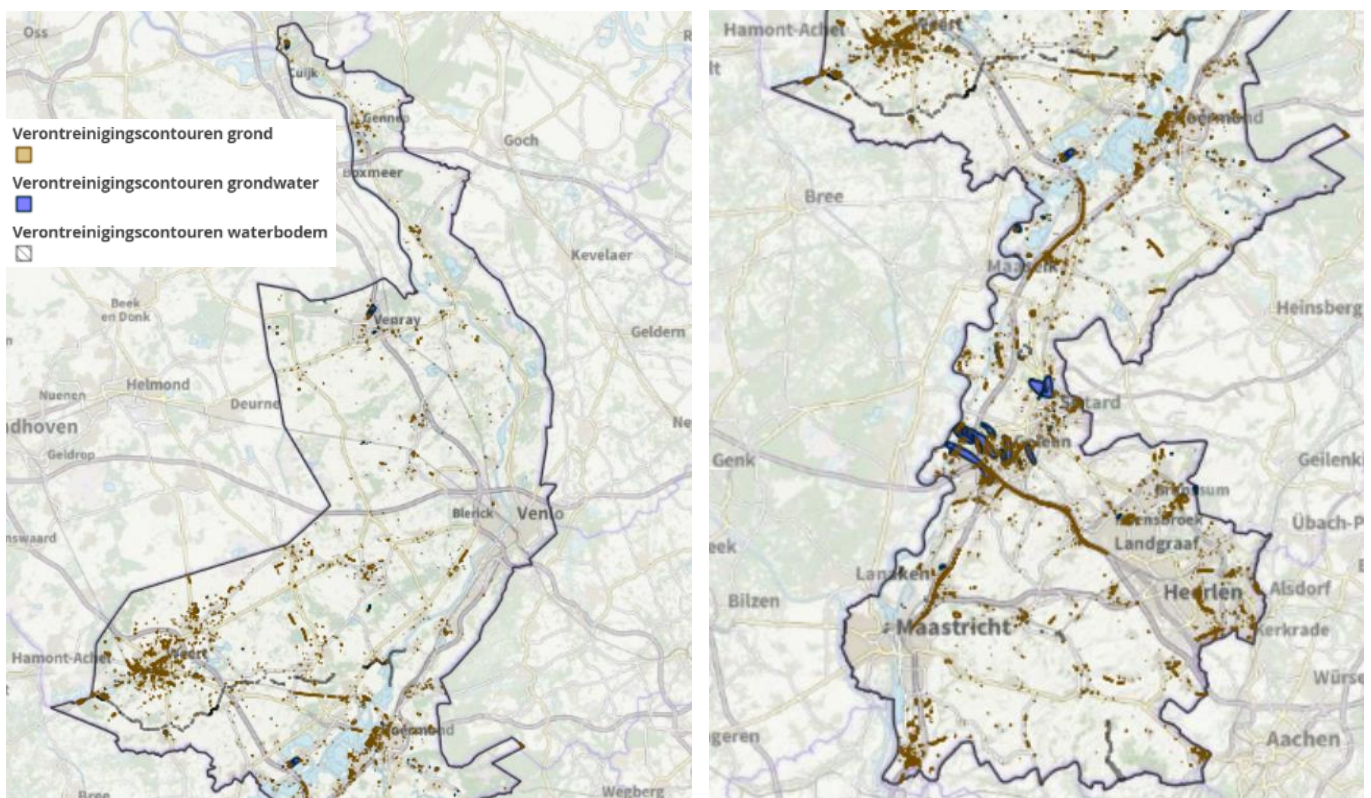 Oss
Cuijk
Verontreinigingscontouren grond
Gennep
Goch
Verontreinigingscontouren grondwater
Boxmeer
Verontreinigingscontouren waterbodem
Kevelaer
Beek
en Donk
Venray
Geldern
Helmond
Nuenen
Deurne
dhoven
Ne
Geldrop
Blerick
Venlo
nswaard
Hamont-Achel
Weert
Roermond
Bree
Wegberg
Hamont-Achel
Weert
Roermond
Bree
Maaseik
Heinsberg
Sittard
Geleen
Genk
Geilenki
Brunssum
Hoensbroek
Übach-P
eek
Landgraaf
Lanaken
Alsdorf
Bilzen
Heerlen
Maastricht
Kerkrade
Würse
geren
Aachen